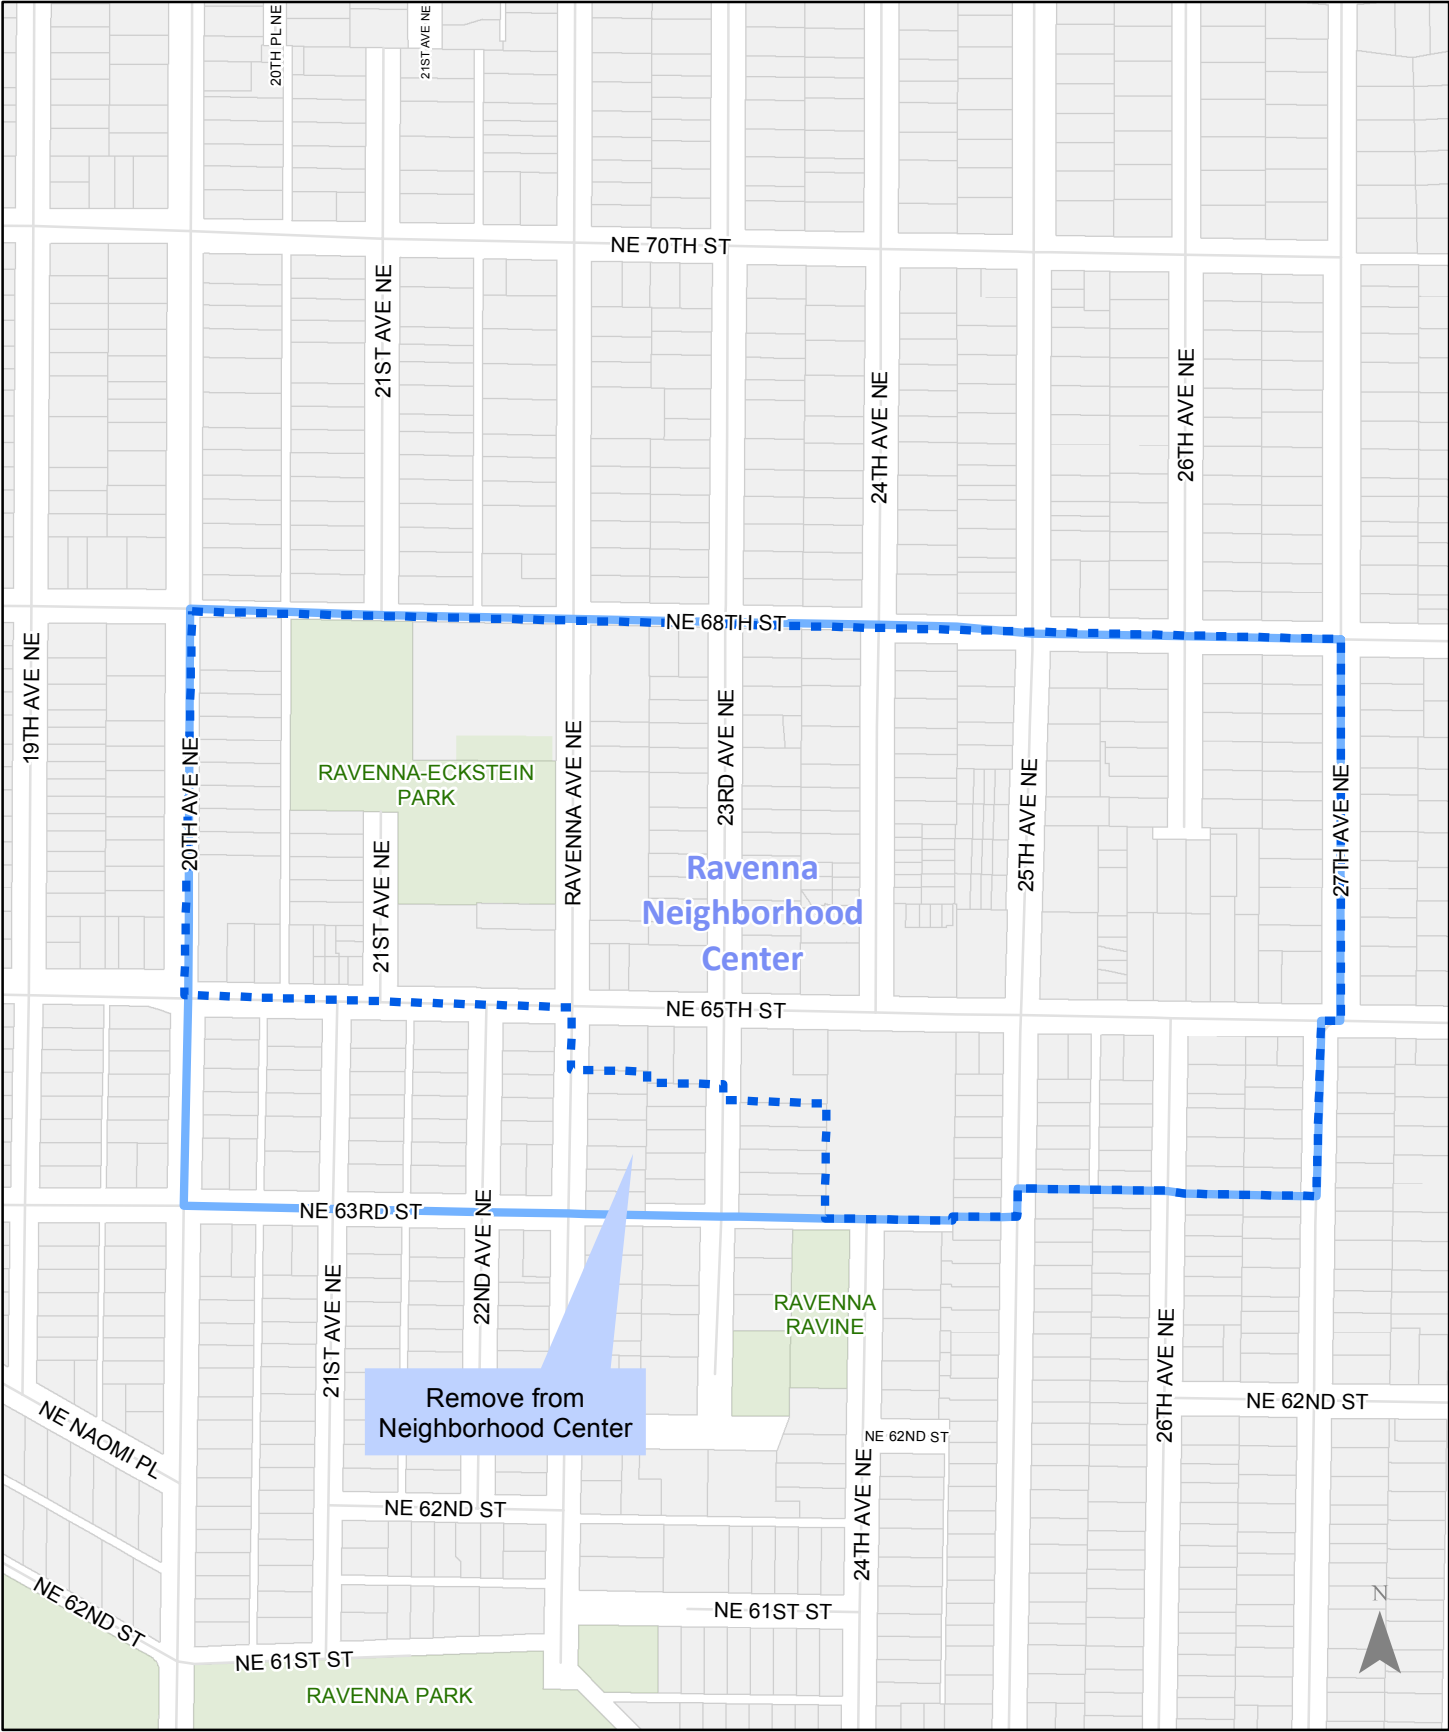 20TH PL NE
21ST AVE NE
NE 70TH ST
21ST AVE NE
24TH AVE NE
26TH AVE NE
NE 68TH ST
19TH AVE NE
20TH AVE NE
RAVENNA-ECKSTEIN
PARK
RAVENNA AVE NE
23RD AVE NE
25TH AVE NE
27TH AVE NE
21ST AVE NE
Ravenna
Neighborhood
Center
NE 65TH ST
NE 63RD ST
22ND AVE NE
21ST AVE NE
RAVENNA
RAVINE
26TH AVE NE
Remove from
Neighborhood Center
NE 62ND ST
NE NAOMI PL
NE 62ND ST
24TH AVE NE
NE 62ND ST
NE 62ND ST
NE 61ST ST
N
NE 61ST ST
RAVENNA PARK